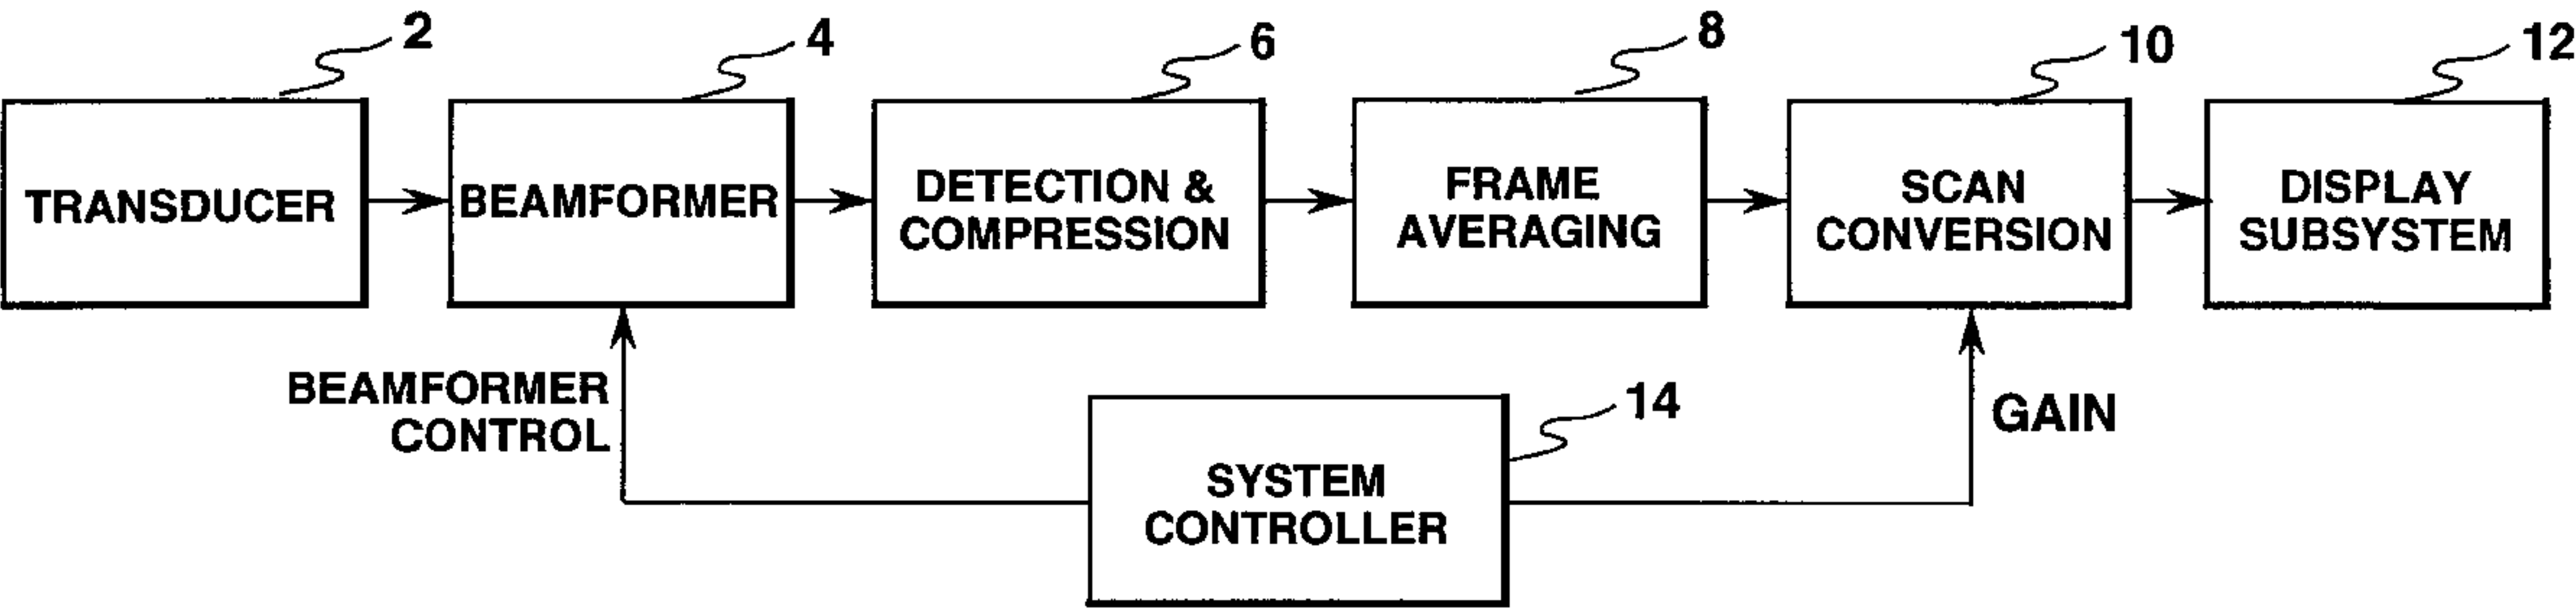 2
4
6
8
10
12
TRANSDUCER
BEAMFORMER
DETECTION &
COMPRESSION
FRAME
AVERAGING
SCAN
CONVERSION
DISPLAY
SUBSYSTEM
BEAMFORMER
CONTROL
14
GAIN
SYSTEM
CONTROLLER